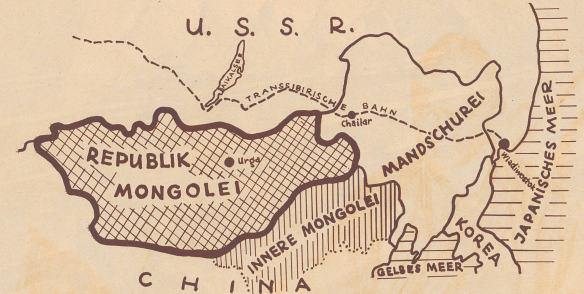 U. S. S. R.
BAIKALSEE
TRANSSIBIRISCHE BAHN
Chailar
MANDSCHUREI
Wladiwostok
JAPANISCHES MEER
REPUBLIK
MONGOLEI
Urga
INNERE MONGOLEI
KOREA
GELBES MEER
CHINA